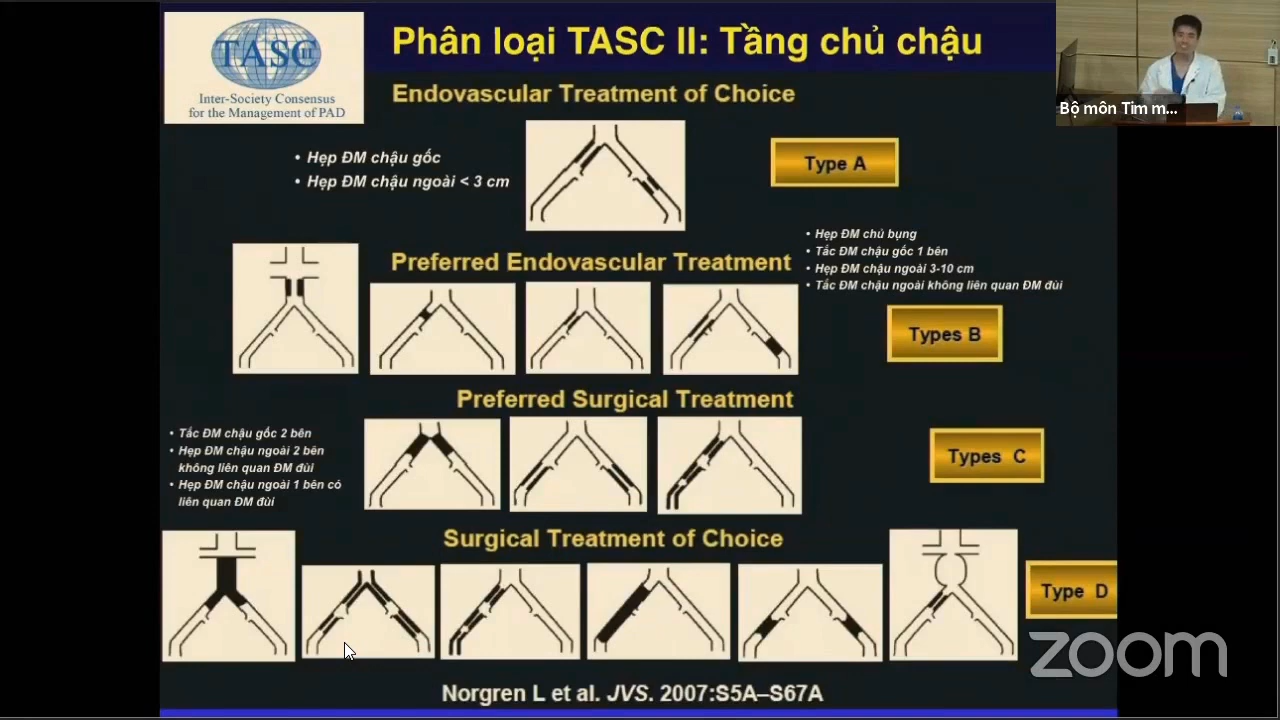 TASC II
Inter-Society Consensus
for the Management of PAD
Phân loại TASC II: Tầng chủ chậu
Bộ môn Tim m...
Endovascular Treatment of Choice
• Hẹp ĐM chậu gốc
• Hẹp ĐM chậu ngoài < 3 cm
Type A
Preferred Endovascular Treatment
• Hẹp ĐM chủ bụng
• Tắc ĐM chậu gốc 1 bên
• Hẹp ĐM chậu ngoài 3-10 cm
• Tắc ĐM chậu ngoài không liên quan ĐM đùi
Types B
Preferred Surgical Treatment
• Tắc ĐM chậu gốc 2 bên
• Hẹp ĐM chậu ngoài 2 bên
không liên quan ĐM đùi
• Hẹp ĐM chậu ngoài 1 bên có
liên quan ĐM đùi
Types C
Surgical Treatment of Choice
Type D
zoom
Norgren L et al. JVS. 2007:S5A–S67A